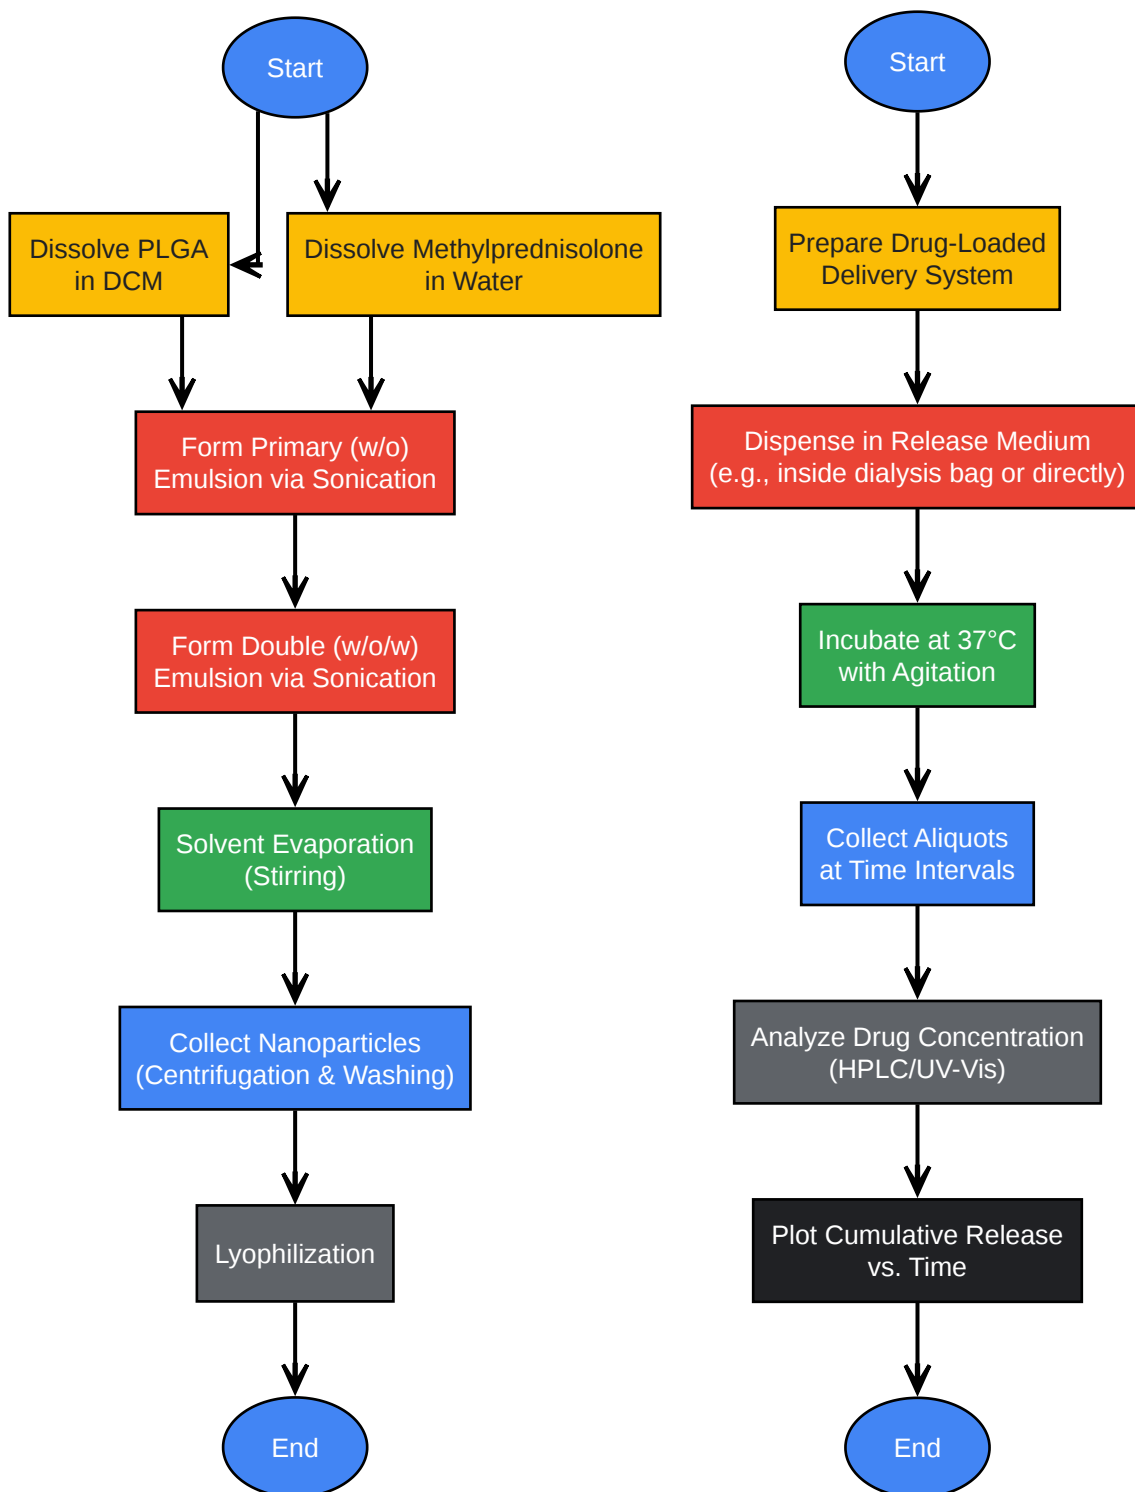 Start
Dissolve PLGA
in DCM
Dissolve Methylprednisolone
in Water
Form Primary (w/o)
Emulsion via Sonication
Form Double (w/o/w)
Emulsion via Sonication
Solvent Evaporation
(Stirring)
Collect Nanoparticles
(Centrifugation & Washing)
Lyophilization
End
Start
Prepare Drug-Loaded
Delivery System
Dispense in Release Medium
(e.g., inside dialysis bag or directly)
Incubate at 37°C
with Agitation
Collect Aliquots
at Time Intervals
Analyze Drug Concentration
(HPLC/UV-Vis)
Plot Cumulative Release
vs. Time
End